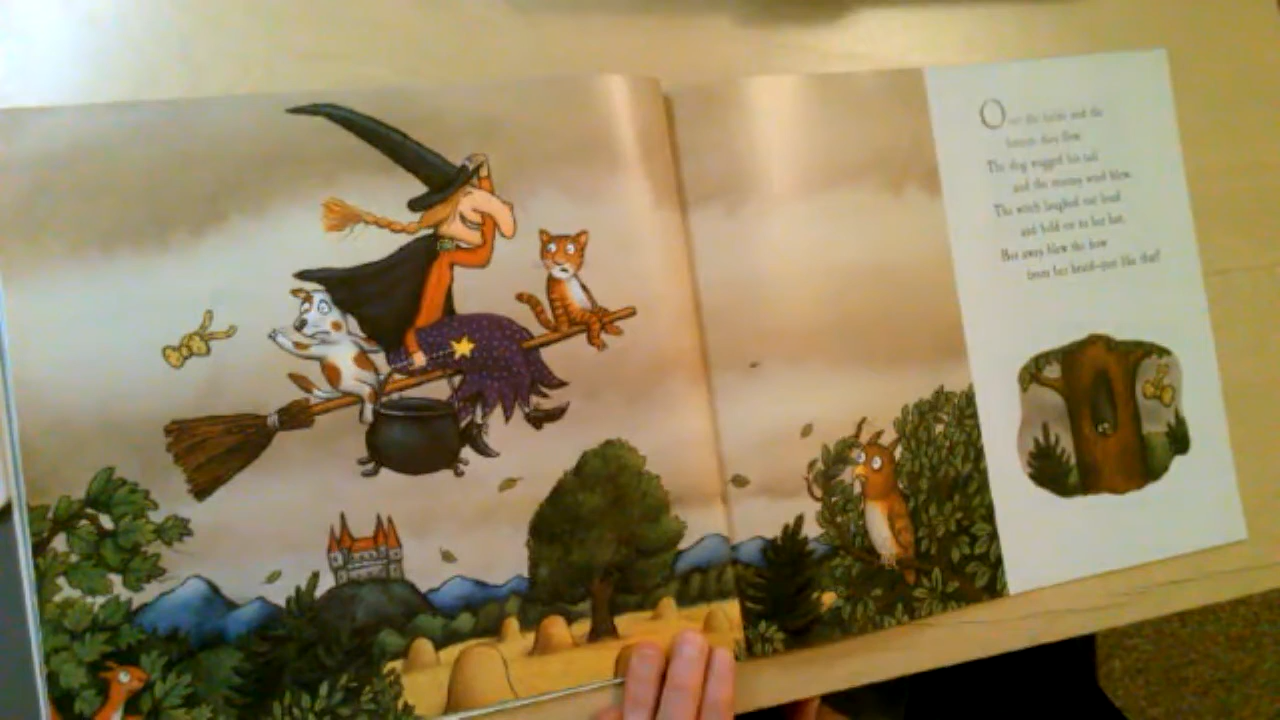 Over the fields and the
forests they flew.
The dog wagged his tail
and the stormy wind blew.
The witch laughed out loud
and held on to her hat,
But away blew the bow
from her braid—just like that!